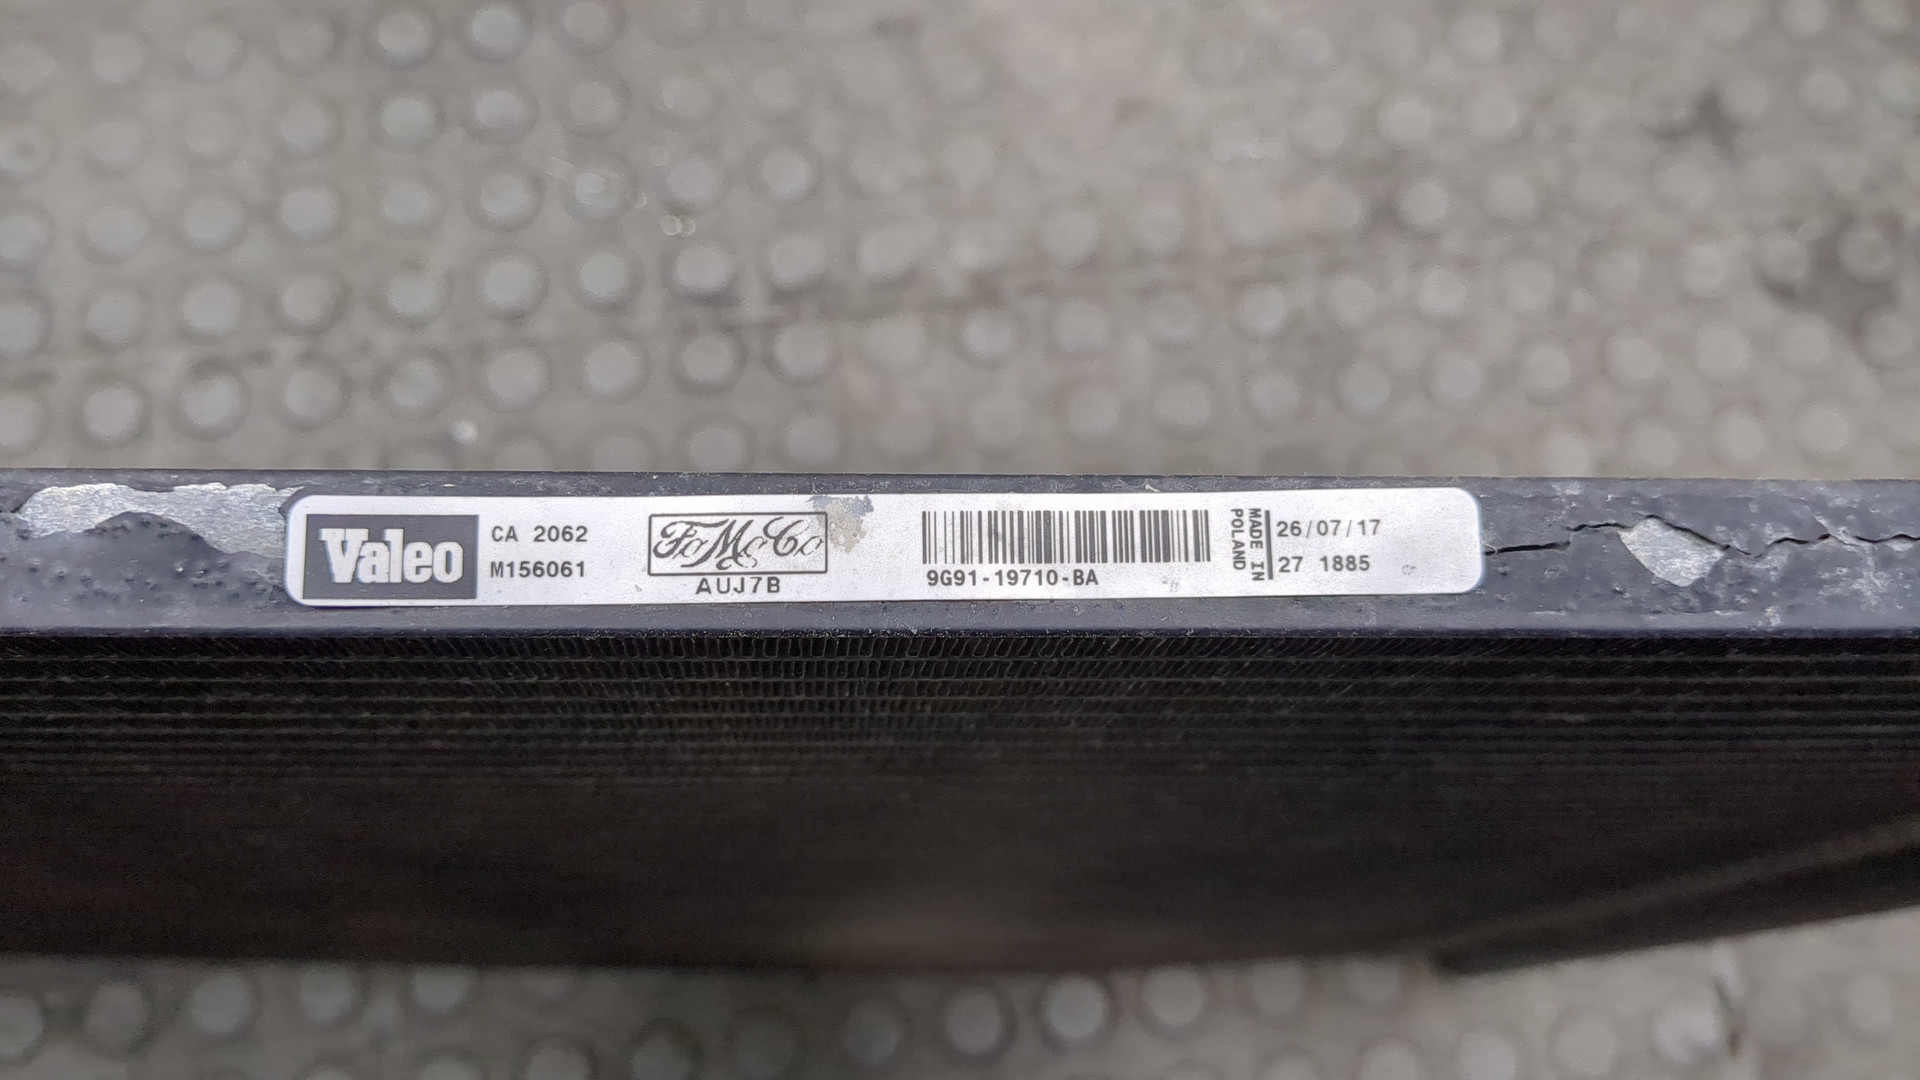 Valeo
CA 2062
M156061
FoMoCo
AUJ7B
9G91-19710-BA
MADE IN
POLAND
26/07/17
27 1885